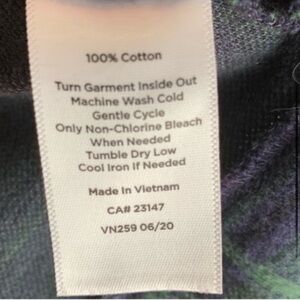 100% Cotton
Turn Garment Inside Out
Machine Wash Cold
Gentle Cycle
Only Non-Chlorine Bleach
When Needed
Tumble Dry Low
Cool Iron If Needed
Made In Vietnam
CA# 23147
VN259 06/20